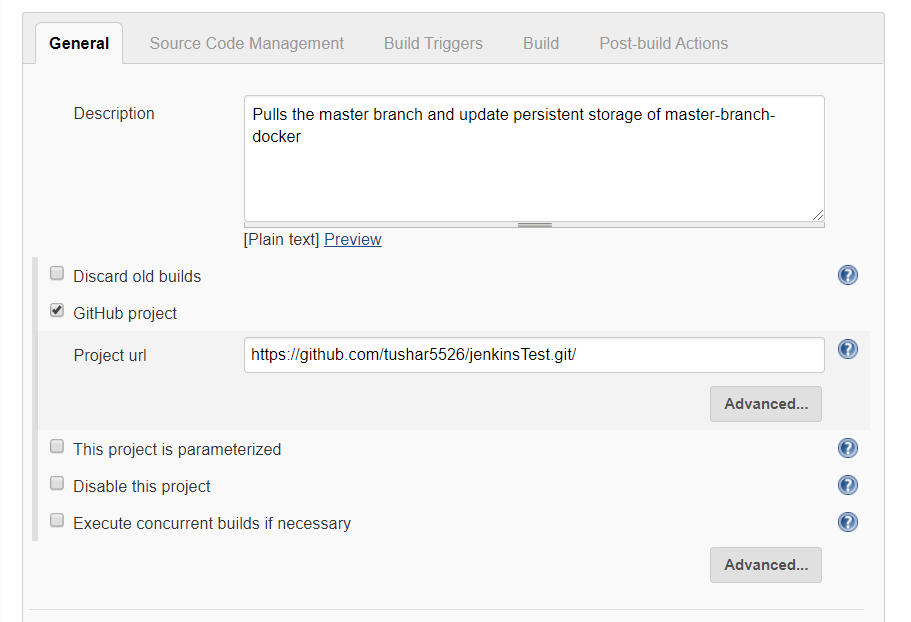 General Source Code Management Build Triggers Build Post-build Actions
Description
Pulls the master branch and update persistent storage of master-branch-
docker
[Plain text] Preview
Discard old builds
GitHub project
Project url
https://github.com/tushar5526/jenkinsTest.git/
Advanced...
This project is parameterized
Disable this project
Execute concurrent builds if necessary
Advanced...